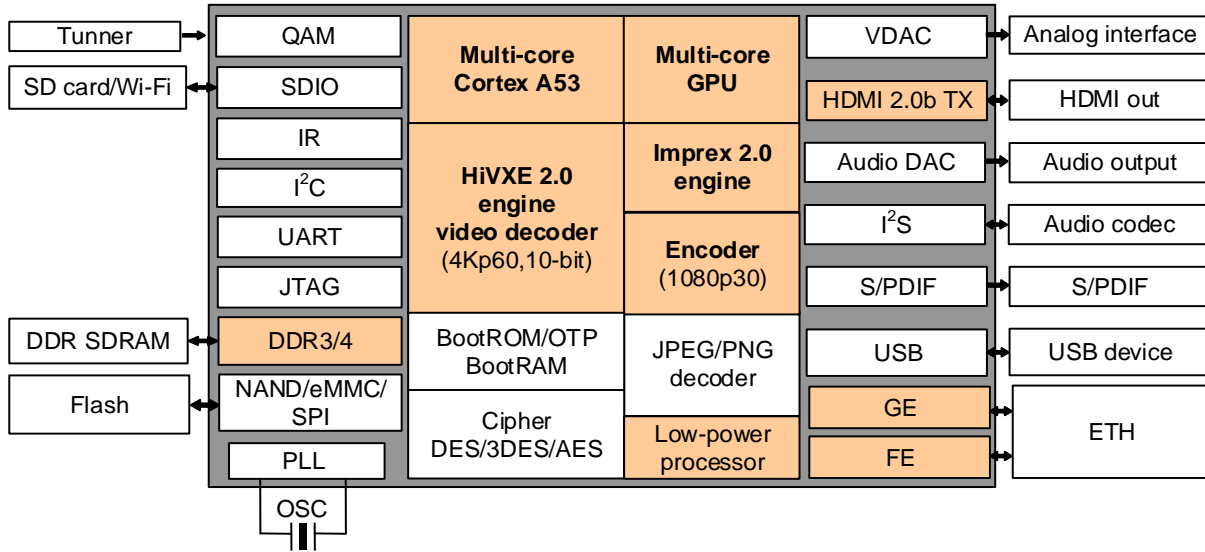 Tunner
SD card/Wi-Fi
DDR SDRAM
Flash
QAM
SDIO
IR
I²C
UART
JTAG
DDR3/4
NAND/eMMC/
SPI
PLL
OSC
Multi-core
Cortex A53
HiVXE 2.0
engine
video decoder
(4Kp60,10-bit)
BootROM/OTP
BootRAM
Cipher
DES/3DES/AES
Multi-core
GPU
Imprex 2.0
engine
Encoder
(1080p30)
JPEG/PNG
decoder
Low-power
processor
VDAC
HDMI 2.0b TX
Audio DAC
I²S
S/PDIF
USB
GE
FE
Analog interface
HDMI out
Audio output
Audio codec
S/PDIF
USB device
ETH